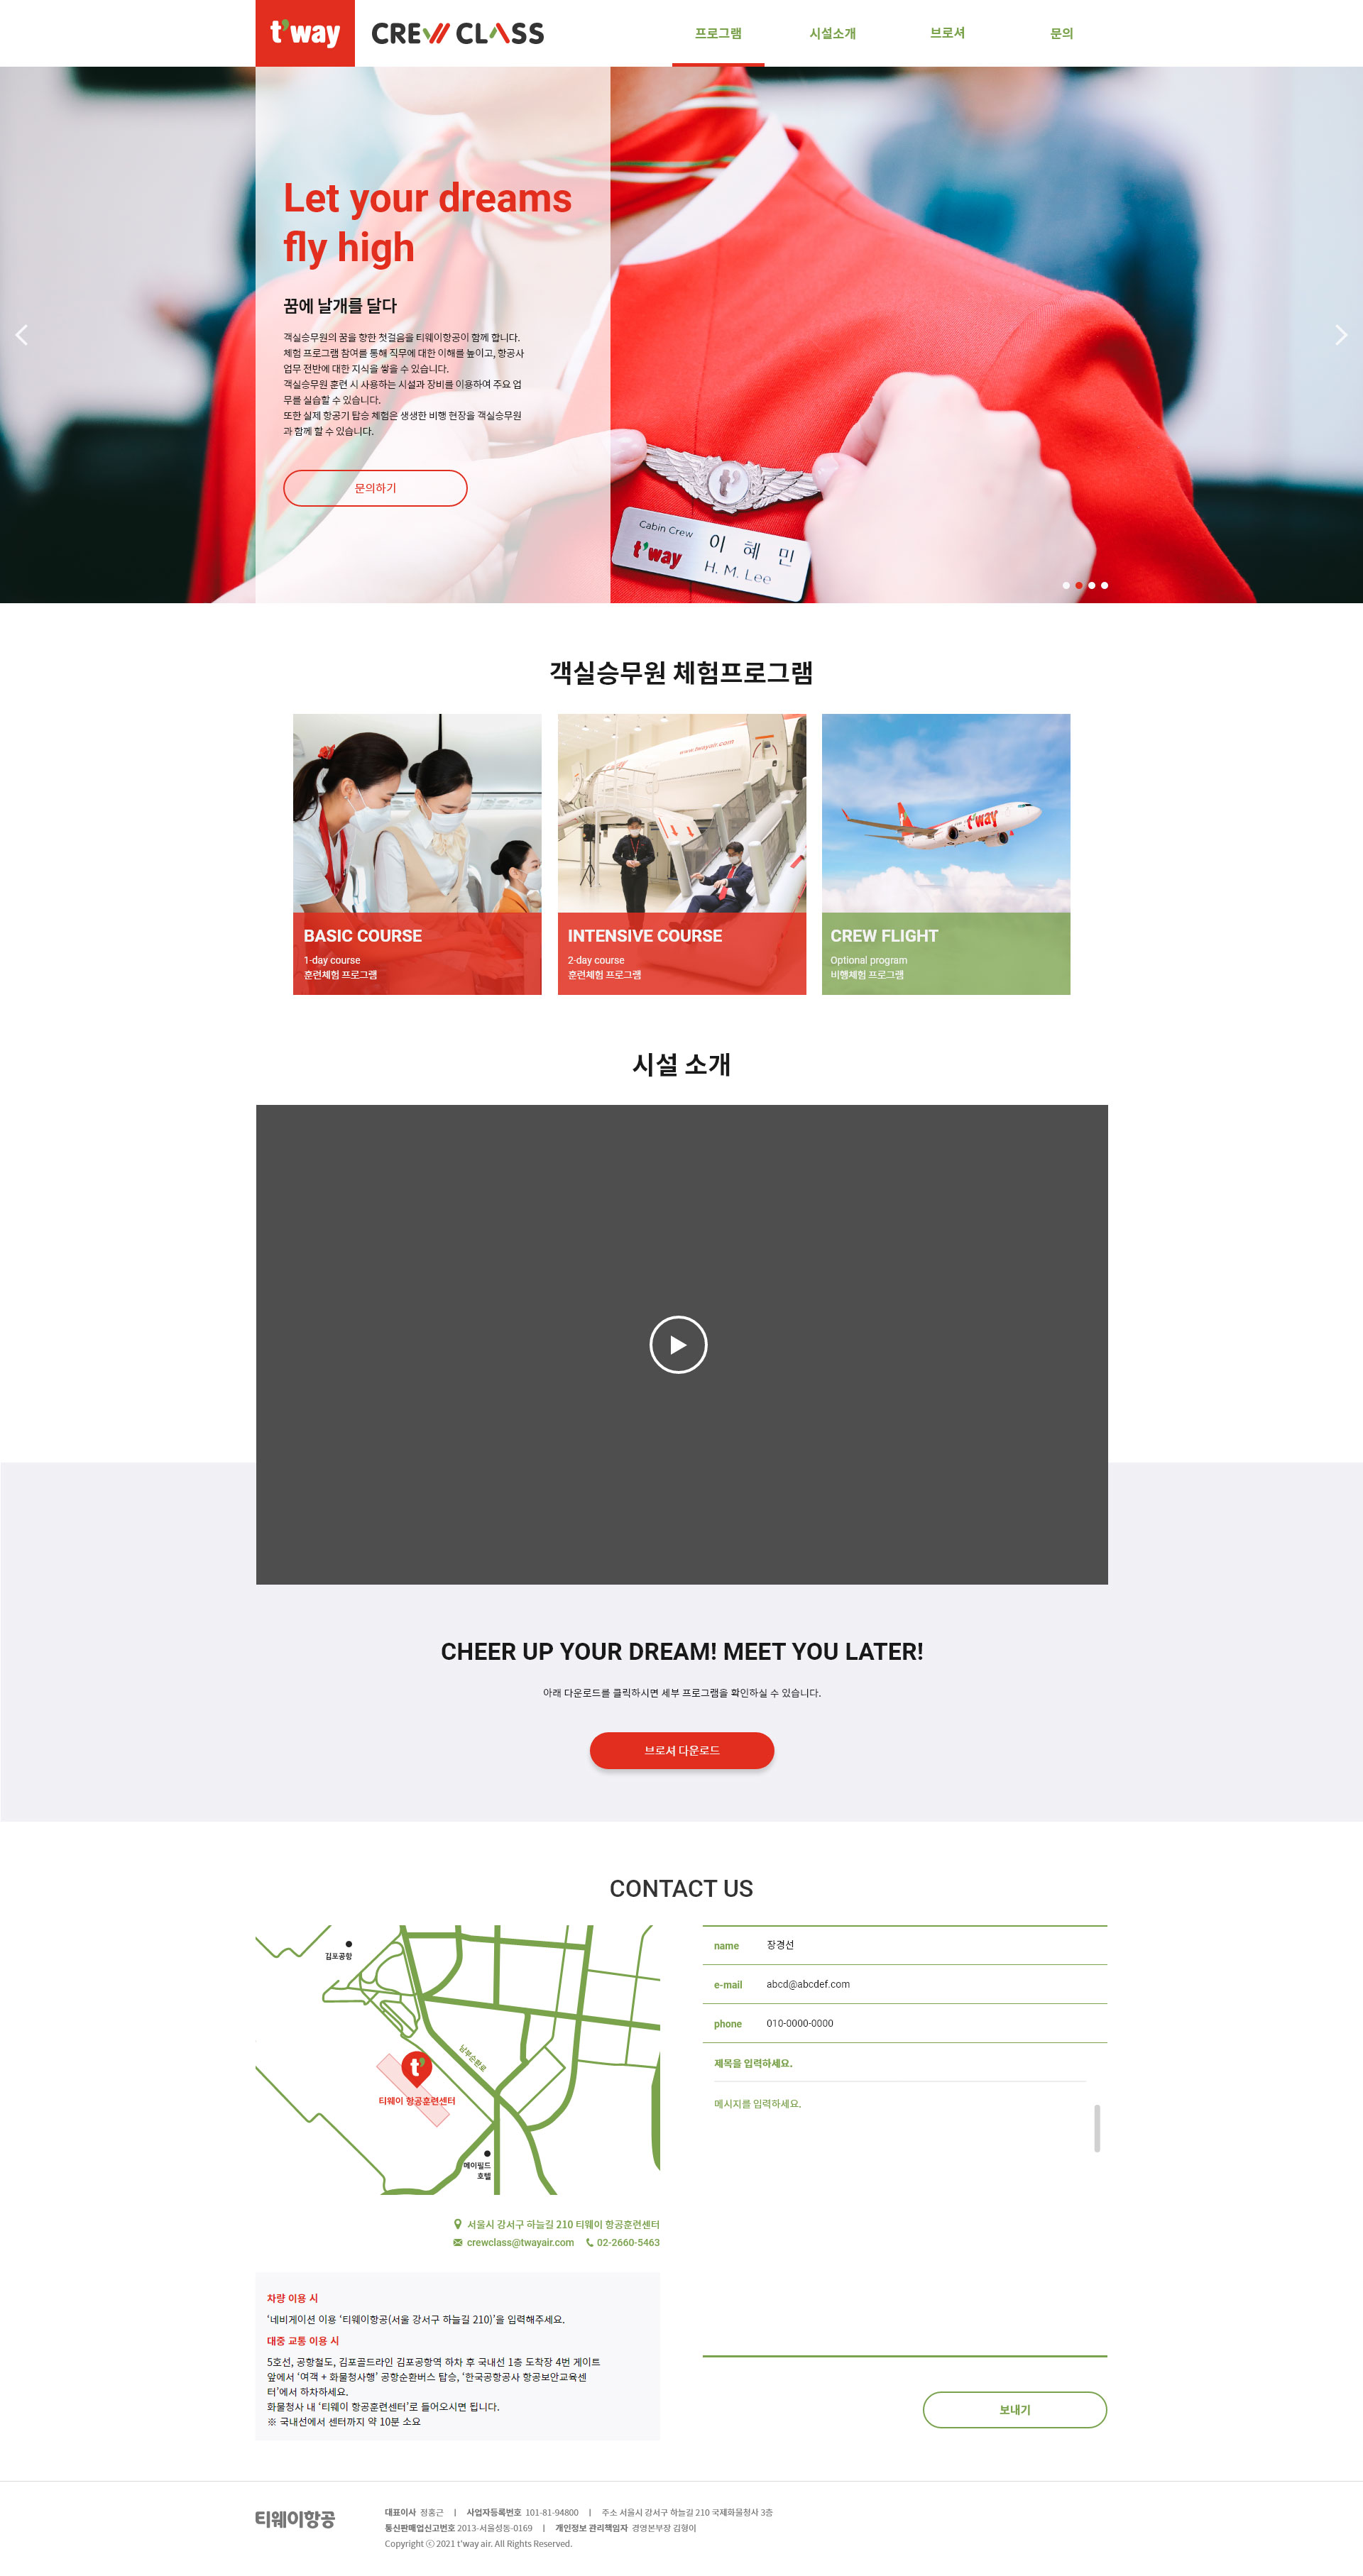 t'way CREW CLASS 프로그램 시설소개 브로셔 문의
Let your dreams
fly high
꿈에 날개를 달다
객실승무원의 꿈을 향한 첫걸음을 티웨이항공이 함께 합니다.
체험 프로그램 참여를 통해 직무에 대한 이해를 높이고, 항공사
업무 전반에 대한 지식을 쌓을 수 있습니다.
객실승무원 훈련 시 사용하는 시설과 장비를 이용하여 주요 업
무를 실습할 수 있습니다.
또한 실제 항공기 탑승 체험은 생생한 비행 현장을 객실승무원
과 함께 할 수 있습니다.
문의하기
Cabin Crew
t'way 이 혜 민
H. M. Lee
객실승무원 체험프로그램
www.twayair.com
t'way
BASIC COURSE
1-day course
훈련체험 프로그램
INTENSIVE COURSE
2-day course
훈련체험 프로그램
CREW FLIGHT
Optional program
비행체험 프로그램
시설 소개
CHEER UP YOUR DREAM! MEET YOU LATER!
아래 다운로드를 클릭하시면 세부 프로그램을 확인하실 수 있습니다.
브로셔 다운로드
CONTACT US
김포공항
남부순환로
t'
티웨이 항공훈련센터
메이필드
호텔
서울시 강서구 하늘길 210 티웨이 항공훈련센터
crewclass@twayair.com 02-2660-5463
차량 이용 시
‘네비게이션 이용 ‘티웨이항공(서울 강서구 하늘길 210)’을 입력해주세요.
대중 교통 이용 시
5호선, 공항철도, 김포골드라인 김포공항역 하차 후 국내선 1층 도착장 4번 게이트
앞에서 ‘여객 + 화물청사행’ 공항순환버스 탑승, ‘한국공항공사 항공보안교육센
터’에서 하차하세요.
화물청사 내 ‘티웨이 항공훈련센터’로 들어오시면 됩니다.
※ 국내선에서 센터까지 약 10분 소요
name 장경선
e-mail abcd@abcdef.com
phone 010-0000-0000
제목을 입력하세요.
메시지를 입력하세요.
보내기
티웨이항공
대표이사 정홍근 | 사업자등록번호 101-81-94800 | 주소 서울시 강서구 하늘길 210 국제화물청사 3층
통신판매업신고번호 2013-서울성동-0169 | 개인정보 관리책임자 경영본부장 김형이
Copyright ⓒ 2021 t'way air. All Rights Reserved.